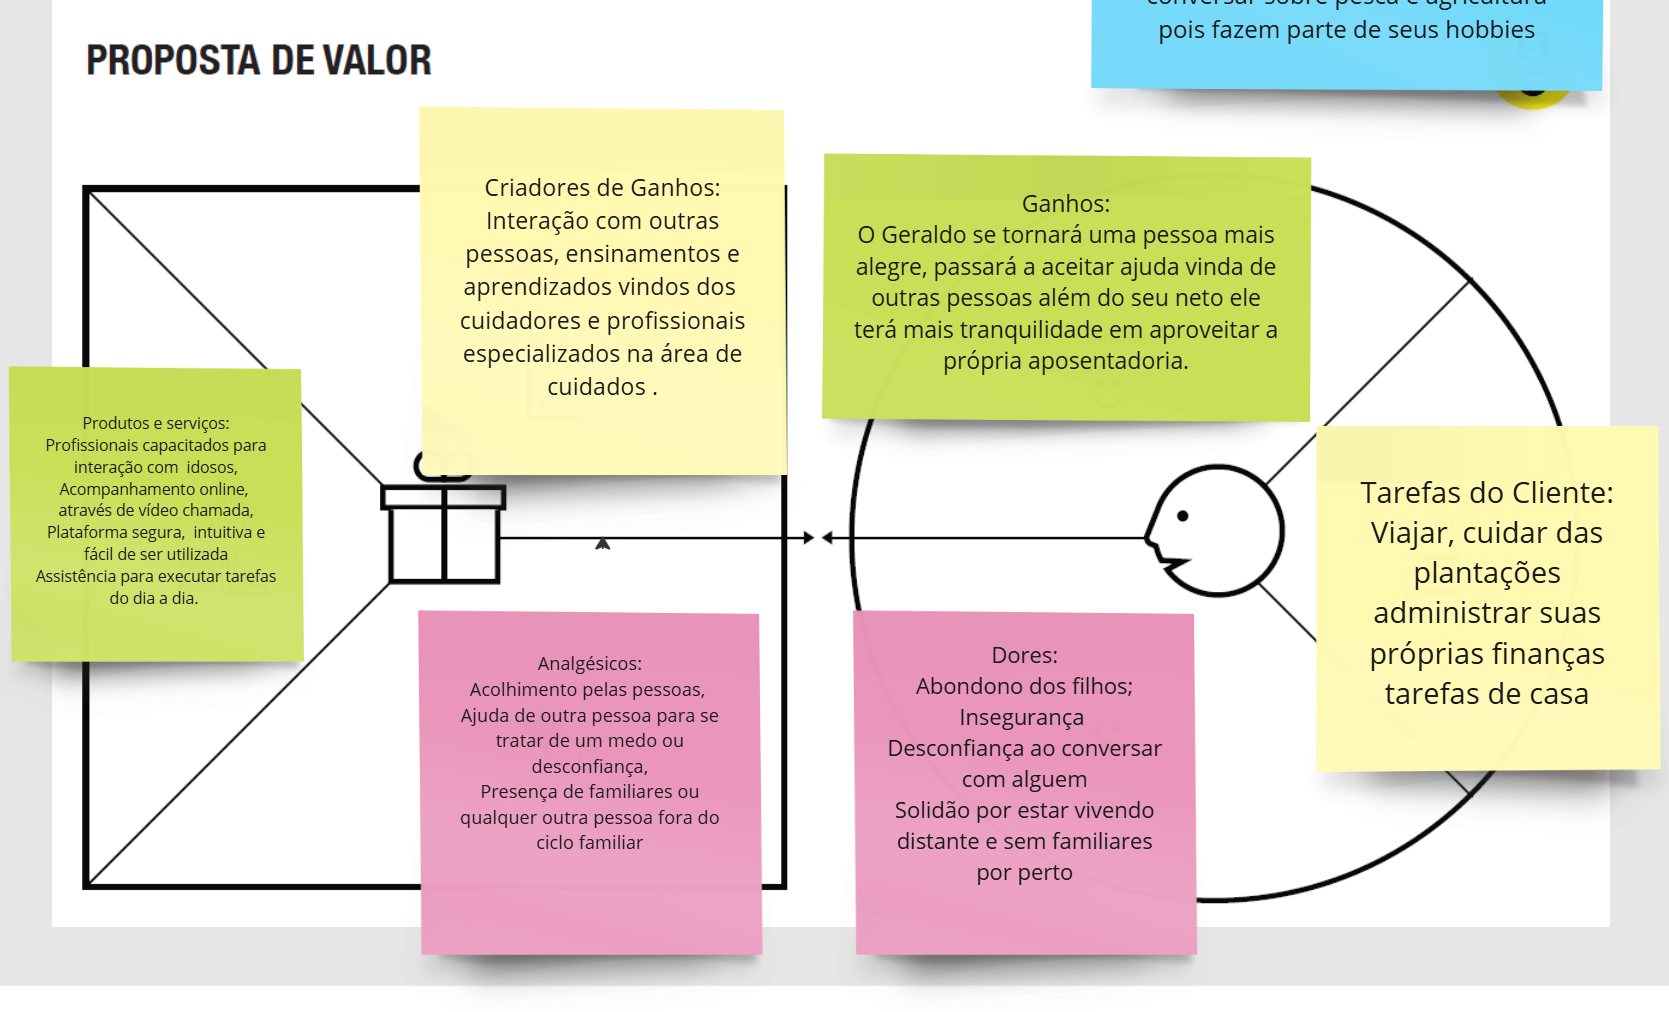 conversar sobre pesca e agricultura
pois fazem parte de seus hobbies
PROPOSTA DE VALOR
Criadores de Ganhos:
Interação com outras
pessoas, ensinamentos e
aprendizados vindos dos
cuidadores e profissionais
especializados na área de
cuidados .
Ganhos:
O Geraldo se tornará uma pessoa mais
alegre, passará a aceitar ajuda vinda de
outras pessoas além do seu neto ele
terá mais tranquilidade em aproveitar a
própria aposentadoria.
Produtos e serviços:
Profissionais capacitados para
interação com idosos,
Acompanhamento online,
através de vídeo chamada,
Plataforma segura, intuitiva e
fácil de ser utilizada
Assistência para executar tarefas
do dia a dia.
Tarefas do Cliente:
Viajar, cuidar das
plantações
administrar suas
próprias finanças
tarefas de casa
Analgésicos:
Acolhimento pelas pessoas,
Ajuda de outra pessoa para se
tratar de um medo ou
desconfiança,
Presença de familiares ou
qualquer outra pessoa fora do
ciclo familiar
Dores:
Abondono dos filhos;
Insegurança
Desconfiança ao conversar
com alguem
Solidão por estar vivendo
distante e sem familiares
por perto